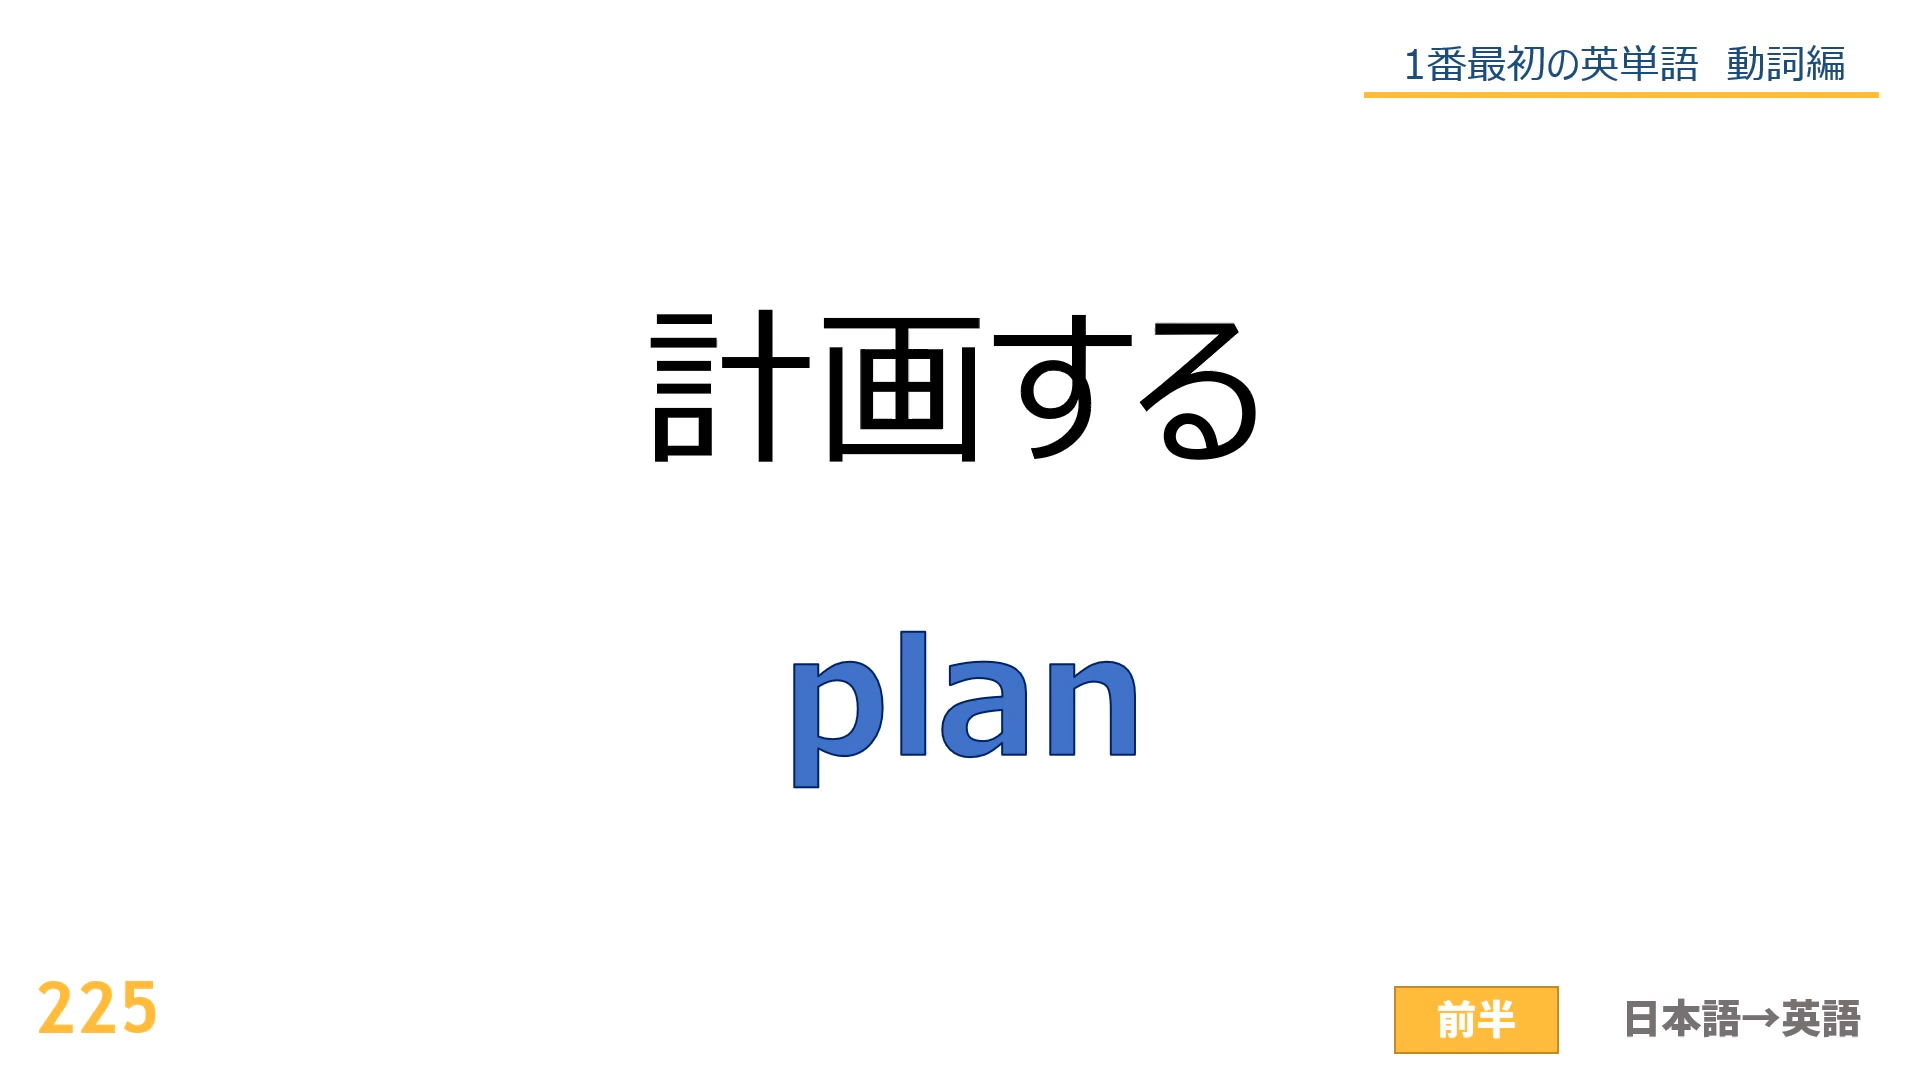 1番最初の英単語　動詞編
計画する
plan
225
前半
日本語→英語